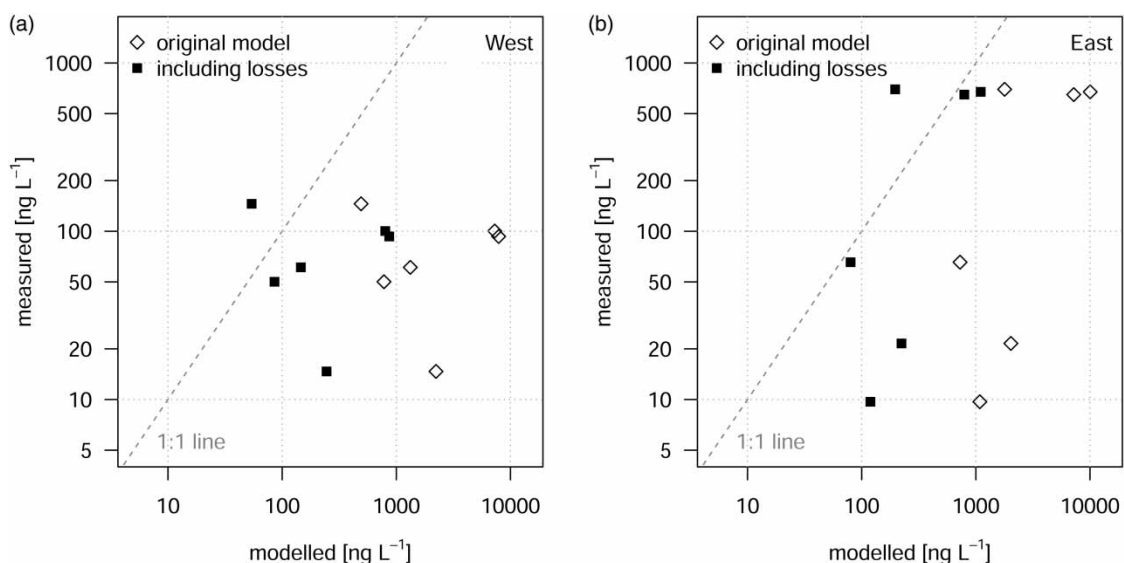 (a)
original model
including losses
West
1000
500
200
100
50
20
10
5
measured [ng L⁻¹]
1:1 line
10
100
1000
10000
modelled [ng L⁻¹]
(b)
original model
including losses
East
1000
500
200
100
50
20
10
5
measured [ng L⁻¹]
1:1 line
10
100
1000
10000
modelled [ng L⁻¹]